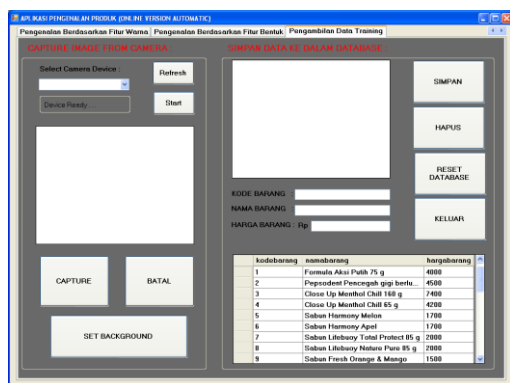 APLIKASI PENGENALAN PRODUK (ONLINE VERSION AUTOMATIC)
Pengenalan Berdasarkan Fitur Warna Pengenalan Berdasarkan Fitur Bentuk Pengambilan Data Training
CAPTURE IMAGE FROM CAMERA
Select Camera Device :
Refresh
Device Ready ...
Start
CAPTURE
BATAL
SET BACKGROUND
SIMPAN DATA KE DALAM DATABASE
SIMPAN
HAPUS
RESET
DATABASE
KELUAR
KODE BARANG :
NAMA BARANG :
HARGA BARANG : Rp
kodebarang namabarang hargabarang
1 Formula Aksi Putih 75 g 4000
2 Pepsodent Pencegah gigi berlu... 4500
3 Close Up Menthol Chill 160 g 7400
4 Close Up Menthol Chill 65 g 4200
5 Sabun Harmony Melon 1700
6 Sabun Harmony Apel 1700
7 Sabun Lifebuoy Total Protect 85 g 2000
8 Sabun Lifebuoy Nature Pure 85 g 2000
9 Sabun Fresh Orange & Mango 1500